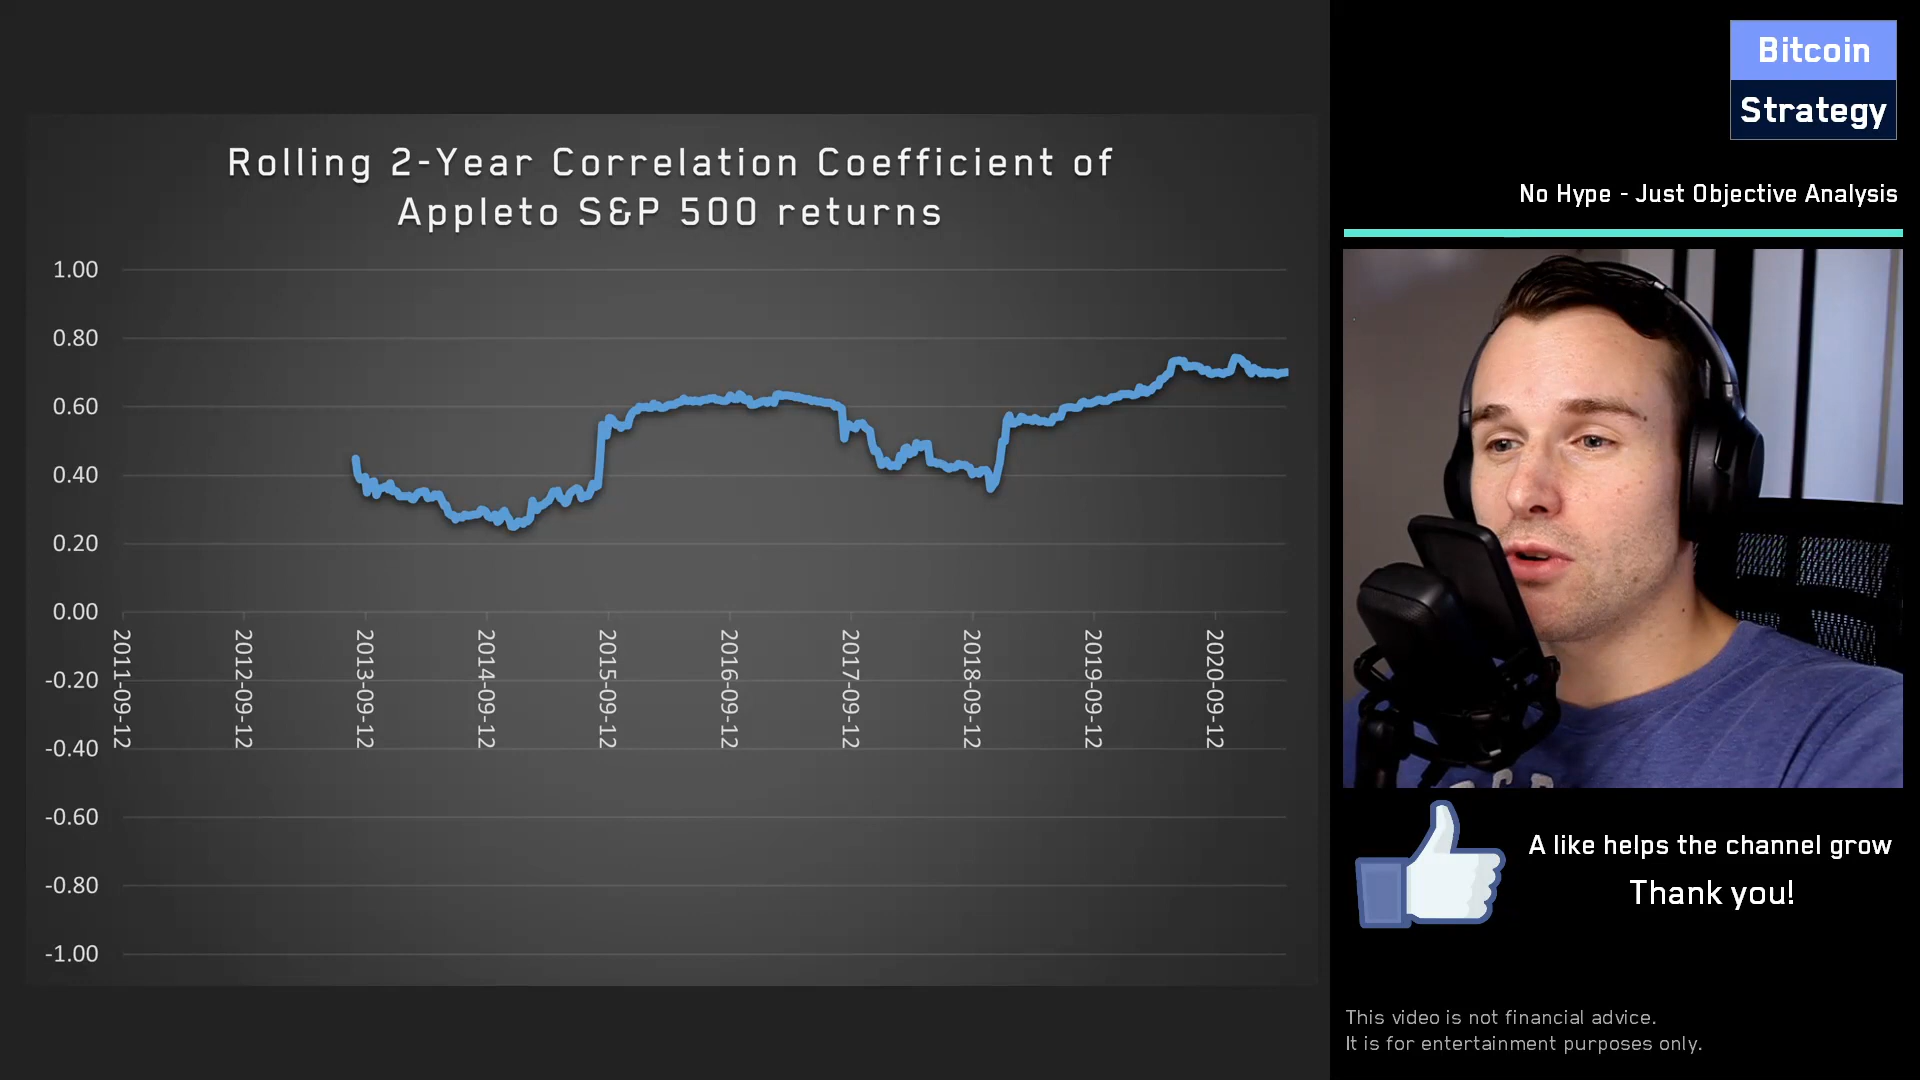 Rolling 2-Year Correlation Coefficient of
Appleto S&P 500 returns
1.00
0.80
0.60
0.40
0.20
0.00
-0.20
-0.40
-0.60
-0.80
-1.00
2011-09-12
2012-09-12
2013-09-12
2014-09-12
2015-09-12
2016-09-12
2017-09-12
2018-09-12
2019-09-12
2020-09-12
Bitcoin
Strategy
No Hype - Just Objective Analysis
A like helps the channel grow
Thank you!
This video is not financial advice.
It is for entertainment purposes only.